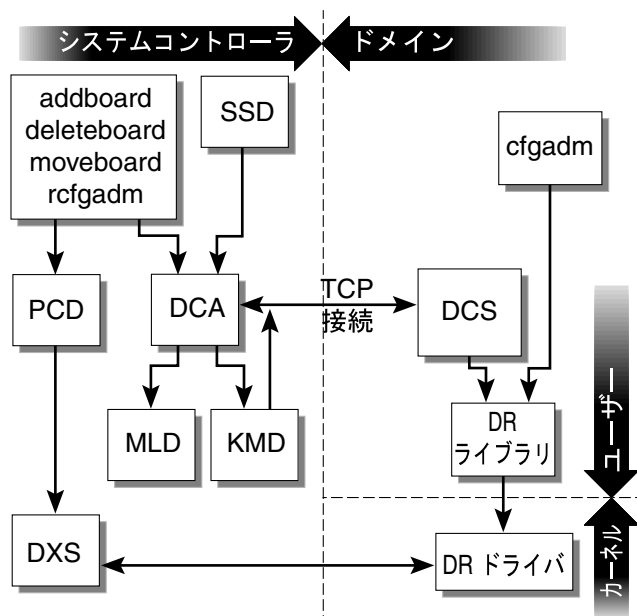 システムコントローラ
ドメイン
addboard
deleteboard
moveboard
rcfgadm
SSD
cfgadm
PCD
DCA
TCP
接続
DCS
MLD
KMD
DR
ライブラリ
ユーザー
DXS
DR ドライバ
カーネル